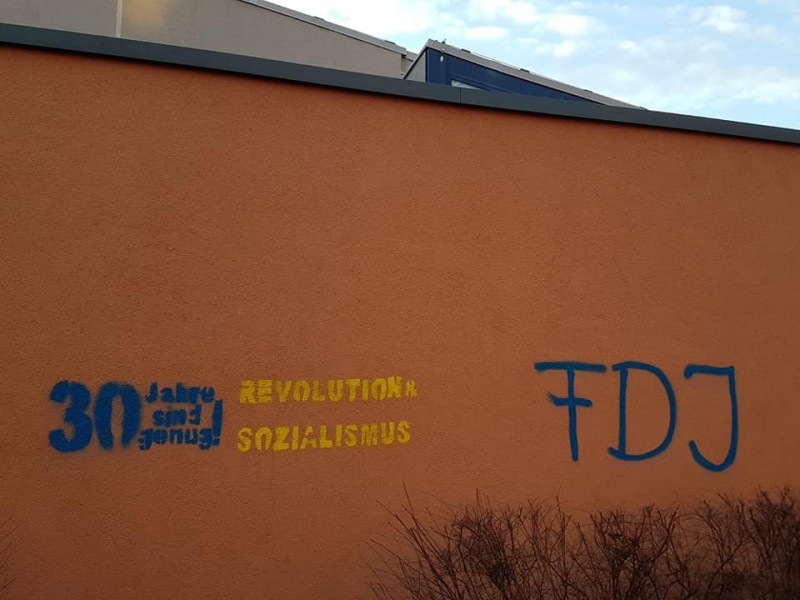 30 Jahre
sind
genug!
REVOLUTION &
SOZIALISMUS
FDJ